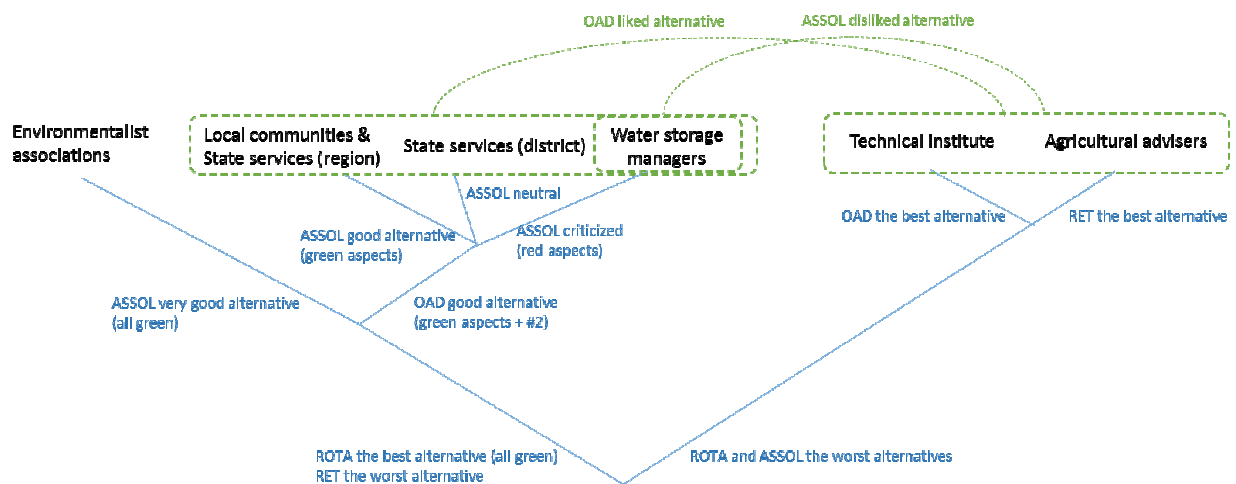 OAD liked alternative
ASSOL disliked alternative
Environmentalist
associations
Local communities &
State services (region)
State services (district)
Water storage
managers
Technical Institute
Agricultural advisers
ASSOL neutral
ASSOL good alternative
(green aspects)
ASSOL criticized
(red aspects)
OAD the best alternative
RET the best alternative
ASSOL very good alternative
(all green)
OAD good alternative
(green aspects + #2)
ROTA the best alternative (all green)
RET the worst alternative
ROTA and ASSOL the worst alternatives